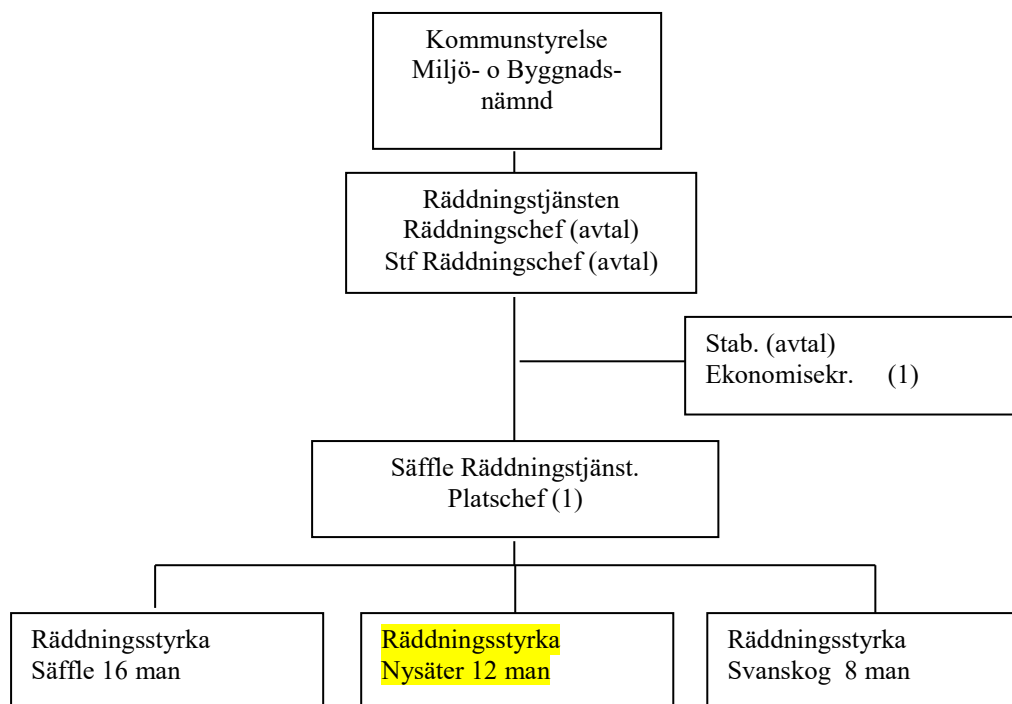 Kommunstyrelse
Miljö- o Byggnads-
nämnd
Räddningstjänsten
Räddningschef (avtal)
Stf Räddningschef (avtal)
Stab. (avtal)
Ekonomisekr. (1)
Säffle Räddningstjänst.
Platschef (1)
Räddningsstyrka
Säffle 16 man
Räddningsstyrka
Nysäter 12 man
Räddningsstyrka
Svanskog 8 man